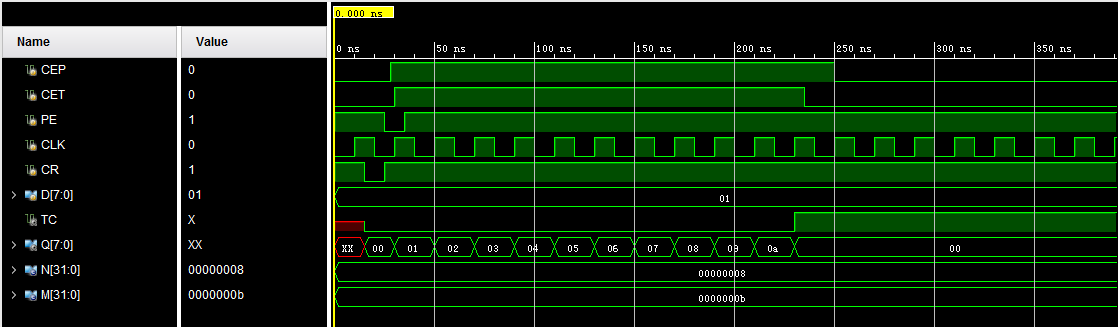 0.000 ns
Name Value
0 ns 50 ns 100 ns 150 ns 200 ns 250 ns 300 ns 350 ns
CEP 0
CET 0
PE 1
CLK 0
CR 1
D[7:0] 01 01
TC X
Q[7:0] XX XX 00 01 02 03 04 05 06 07 08 09 0a 00
N[31:0] 00000008 00000008
M[31:0] 0000000b 0000000b